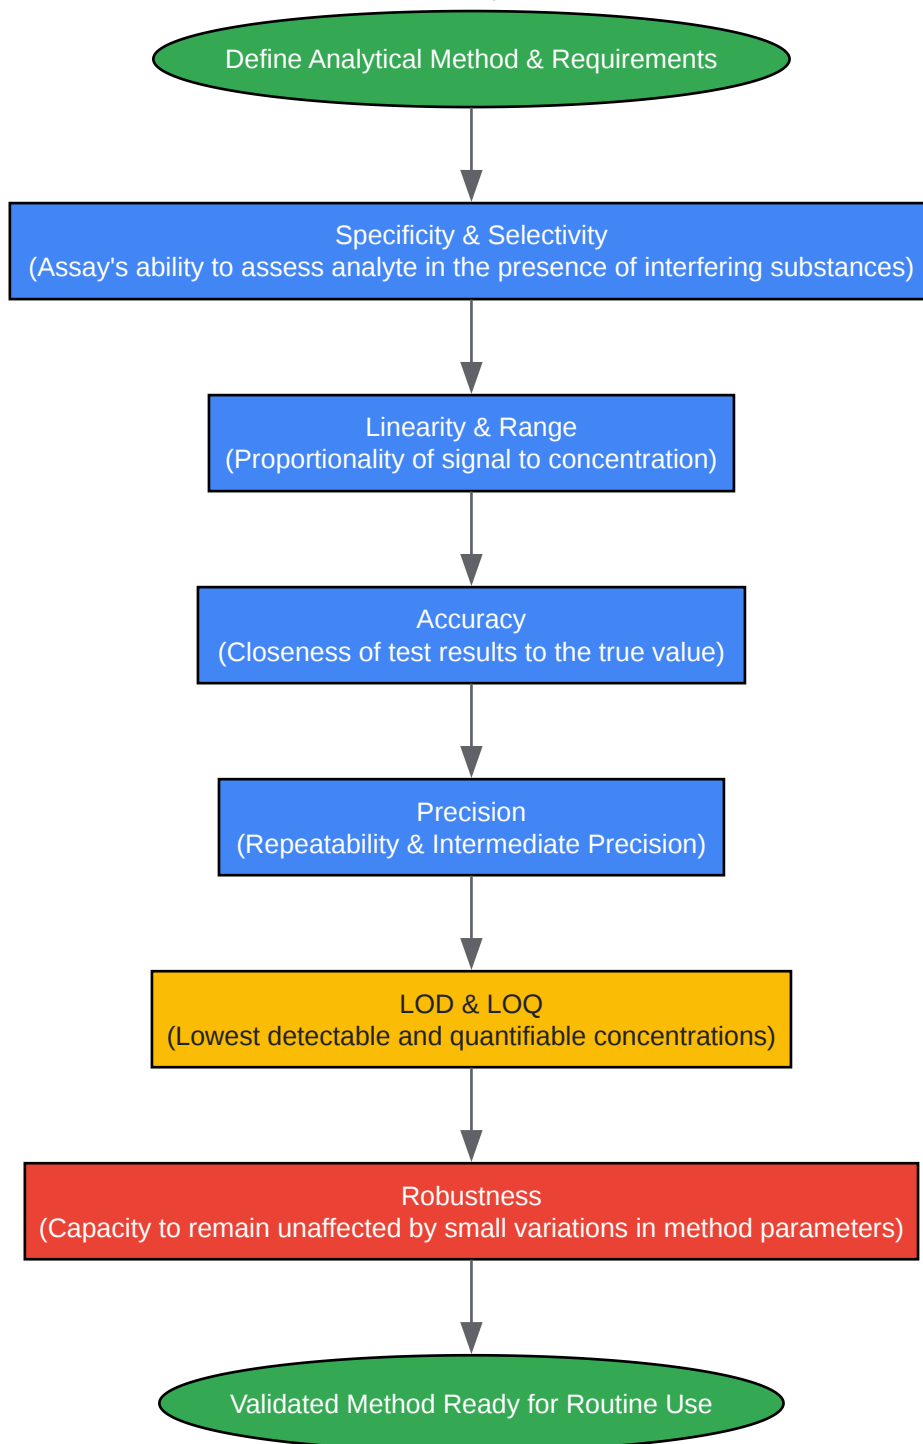 Define Analytical Method & Requirements
Specificity & Selectivity
(Assay's ability to assess analyte in the presence of interfering substances)
Linearity & Range
(Proportionality of signal to concentration)
Accuracy
(Closeness of test results to the true value)
Precision
(Repeatability & Intermediate Precision)
LOD & LOQ
(Lowest detectable and quantifiable concentrations)
Robustness
(Capacity to remain unaffected by small variations in method parameters)
Validated Method Ready for Routine Use